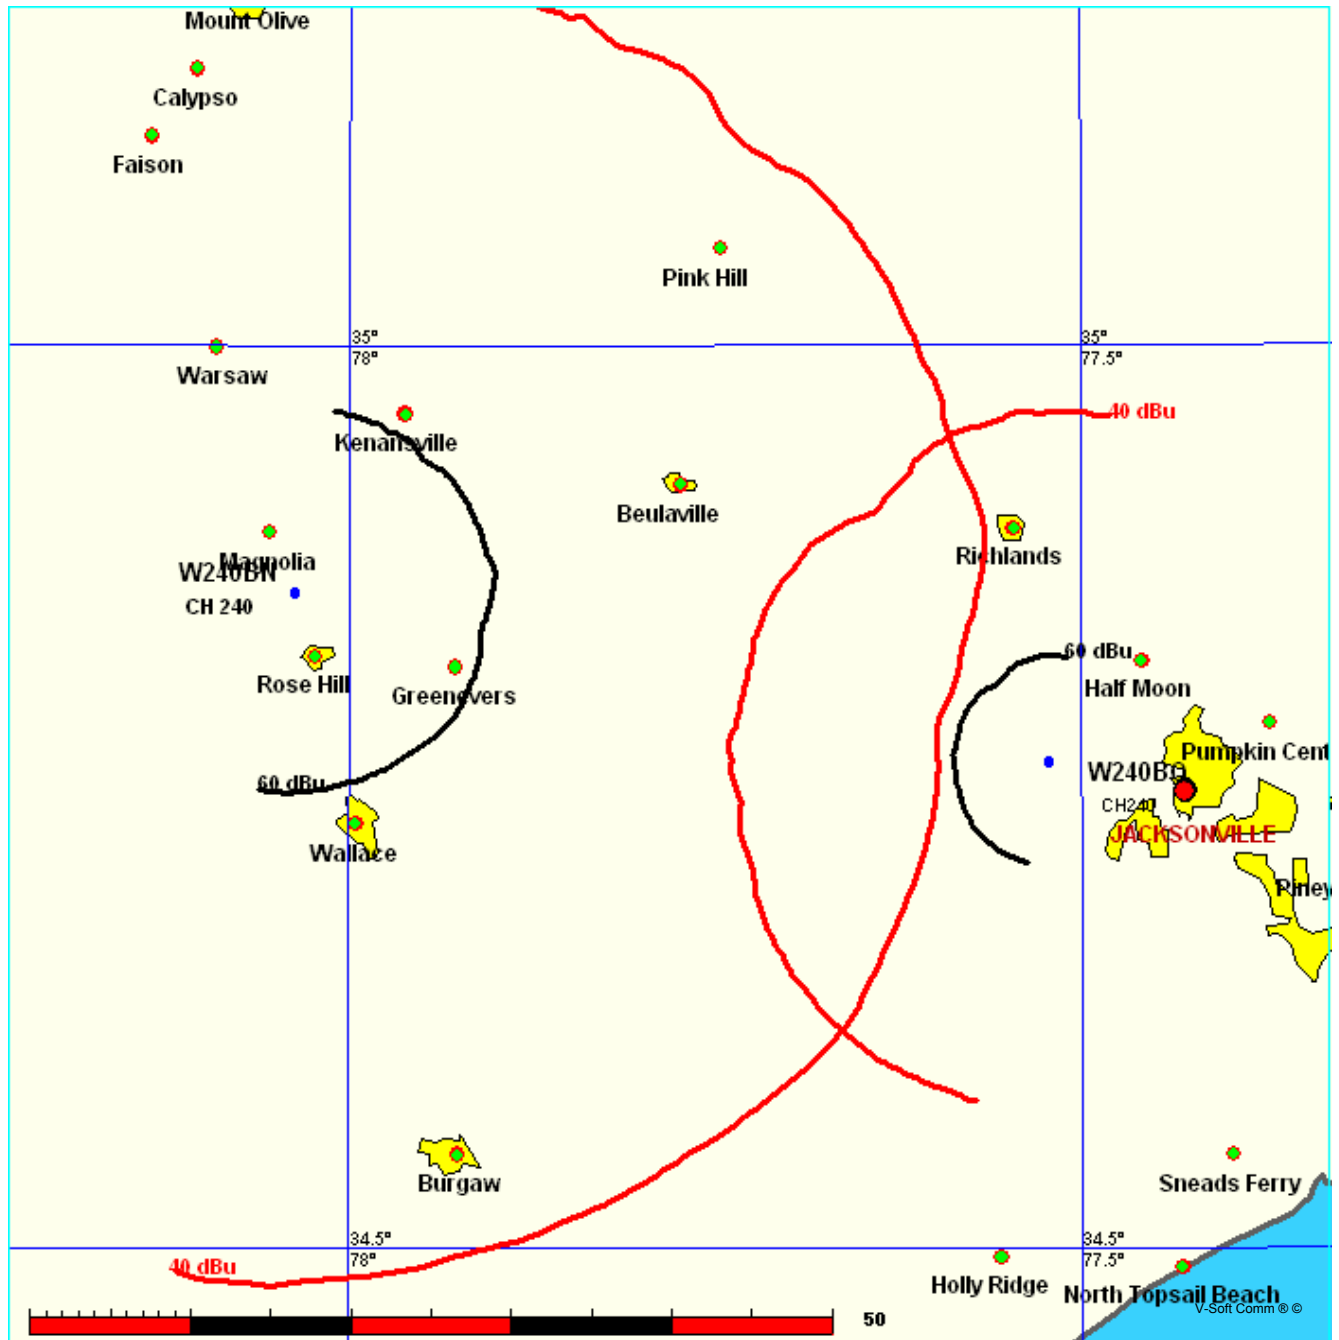 Mount Olive
Calypso
Faison
Pink Hill
35°
78°
35°
77.5°
Warsaw
40 dBu
Kenansville
Beulaville
Richlands
Magnolia
W240BN
CH 240
60 dBu
Rose Hill
Greenevers
Half Moon
Pumpkin Cent
W240BO
CH240
60 dBu
JACKSONVILLE
Wallace
Piney
Burgaw
Sneads Ferry
34.5°
78°
34.5°
77.5°
40 dBu
Holly Ridge
North Topsail Beach
V-Soft Comm ® ©
50